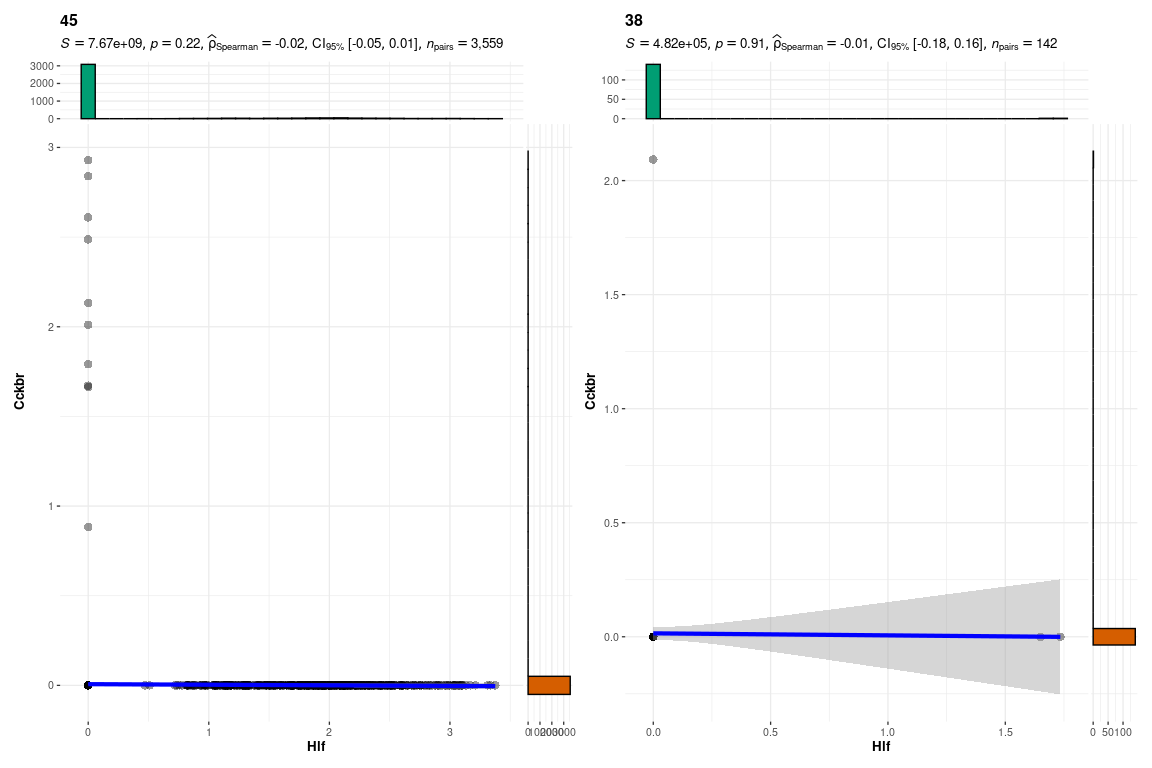 45
S = 7.67e+09, p = 0.22, ρ̂Spearman = -0.02, CI95% [-0.05, 0.01], npairs = 3,559
3000
2000
1000
0
3
2
1
0
Cckbr
0 1 2 3
Hlf
38
S = 4.82e+05, p = 0.91, ρ̂Spearman = -0.01, CI95% [-0.18, 0.16], npairs = 142
100
50
0
2.0
1.5
1.0
0.5
0.0
Cckbr
0.0 0.5 1.0 1.5
0 50 100
Hlf